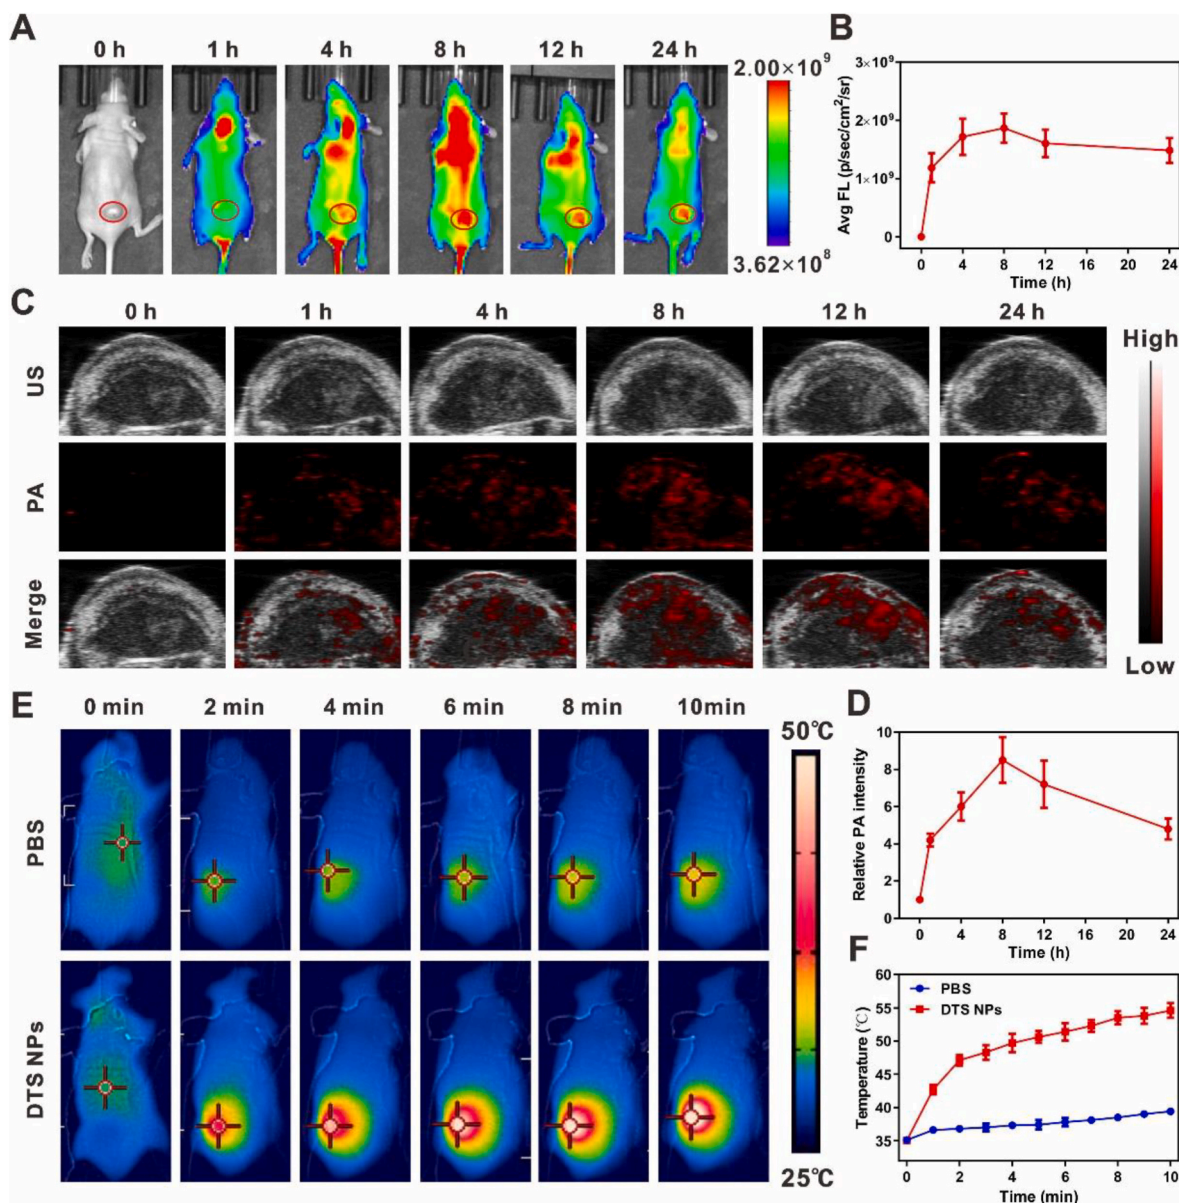 A
0 h 1 h 4 h 8 h 12 h 24 h
2.00×10⁹
3.62×10⁸
B
3×10⁹
2×10⁹
1×10⁹
0
Avg FL (p/sec/cm²/sr)
0 4 8 12 16 20 24
Time (h)
C
0 h 1 h 4 h 8 h 12 h 24 h
US
PA
Merge
High
Low
E
0 min 2 min 4 min 6 min 8 min 10min
PBS
DTS NPs
50℃
25℃
D
10
8
6
4
2
0
Relative PA intensity
0 4 8 12 16 20 24
Time (h)
F
60
55
50
45
40
35
Temperature (℃)
PBS
DTS NPs
0 2 4 6 8 10
Time (min)